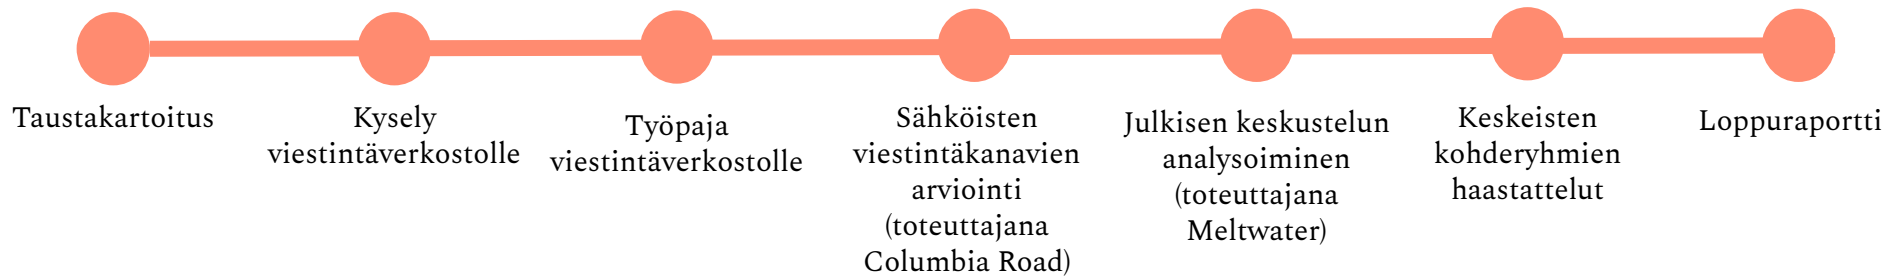 Taustakartoitus
Kysely
viestintäverkostolle
Työpaja
viestintäverkostolle
Sähköisten
viestintäkanavien
arviointi
(toteuttajana
Columbia Road)
Julkisen keskustelun
analysoiminen
(toteuttajana
Meltwater)
Keskeisten
kohderyhmien
haastattelut
Loppuraportti